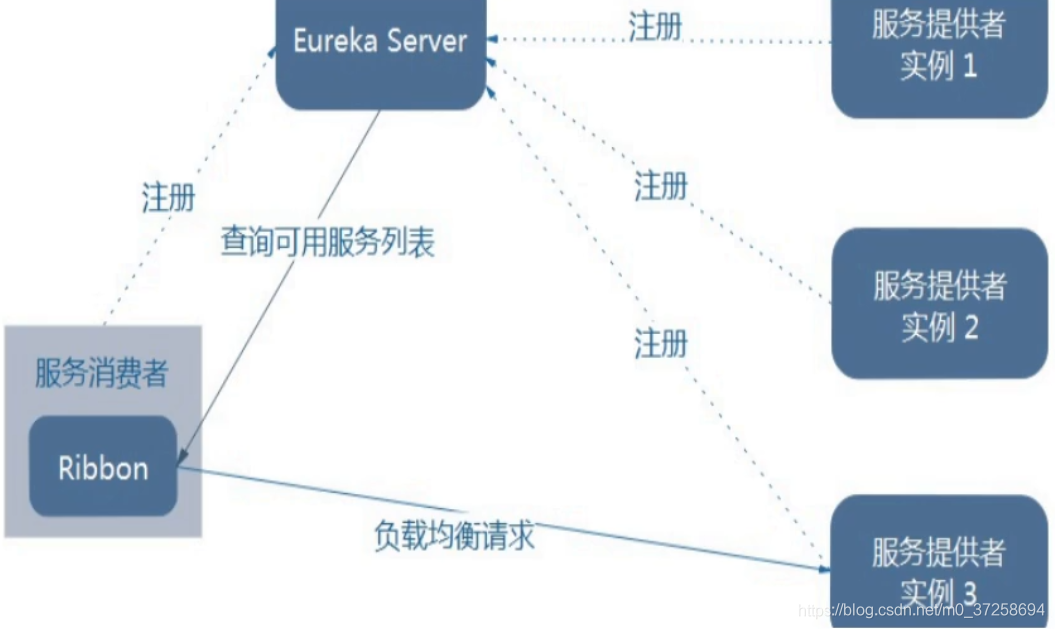 Eureka Server
注册
服务提供者
实例 1
注册
注册
查询可用服务列表
服务提供者
实例 2
注册
服务消费者
Ribbon
负载均衡请求
服务提供者
实例 3
https://blog.csdn.net/m0_37258694